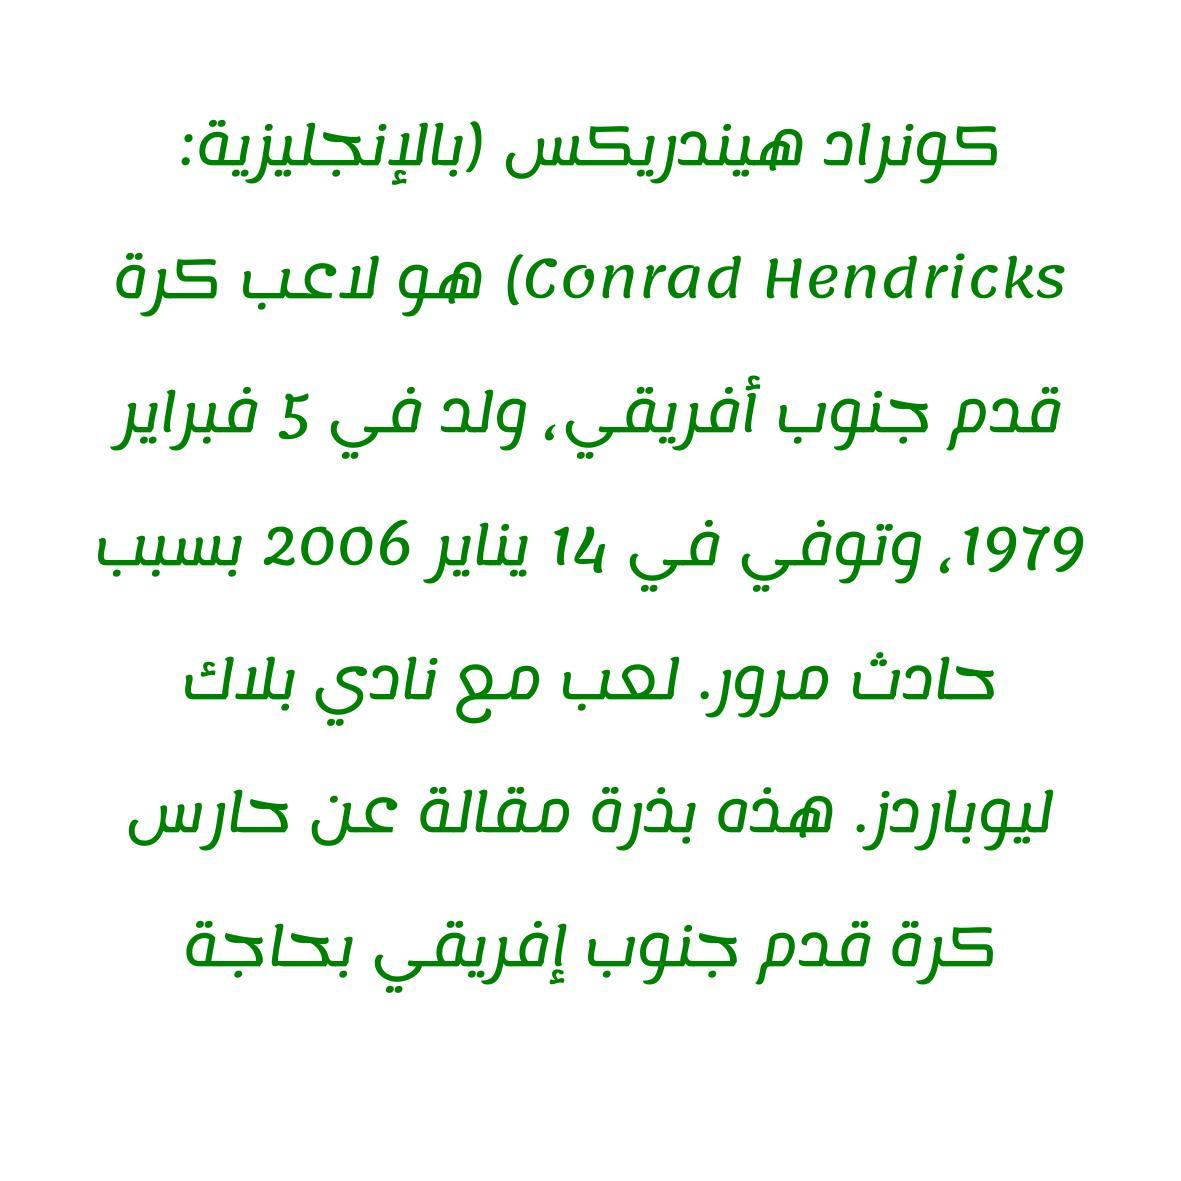 كونراد هيندريكس (بالإنجليزية:
Conrad Hendricks) هو لاعب كرة
قدم جنوب أفريقي، ولد في 5 فبراير
1979، وتوفي في 14 يناير 2006 بسبب
حادث مرور. لعب مع نادي بلاك
ليوباردز. هذه بذرة مقالة عن حارس
كرة قدم جنوب إفريقي بحاجة